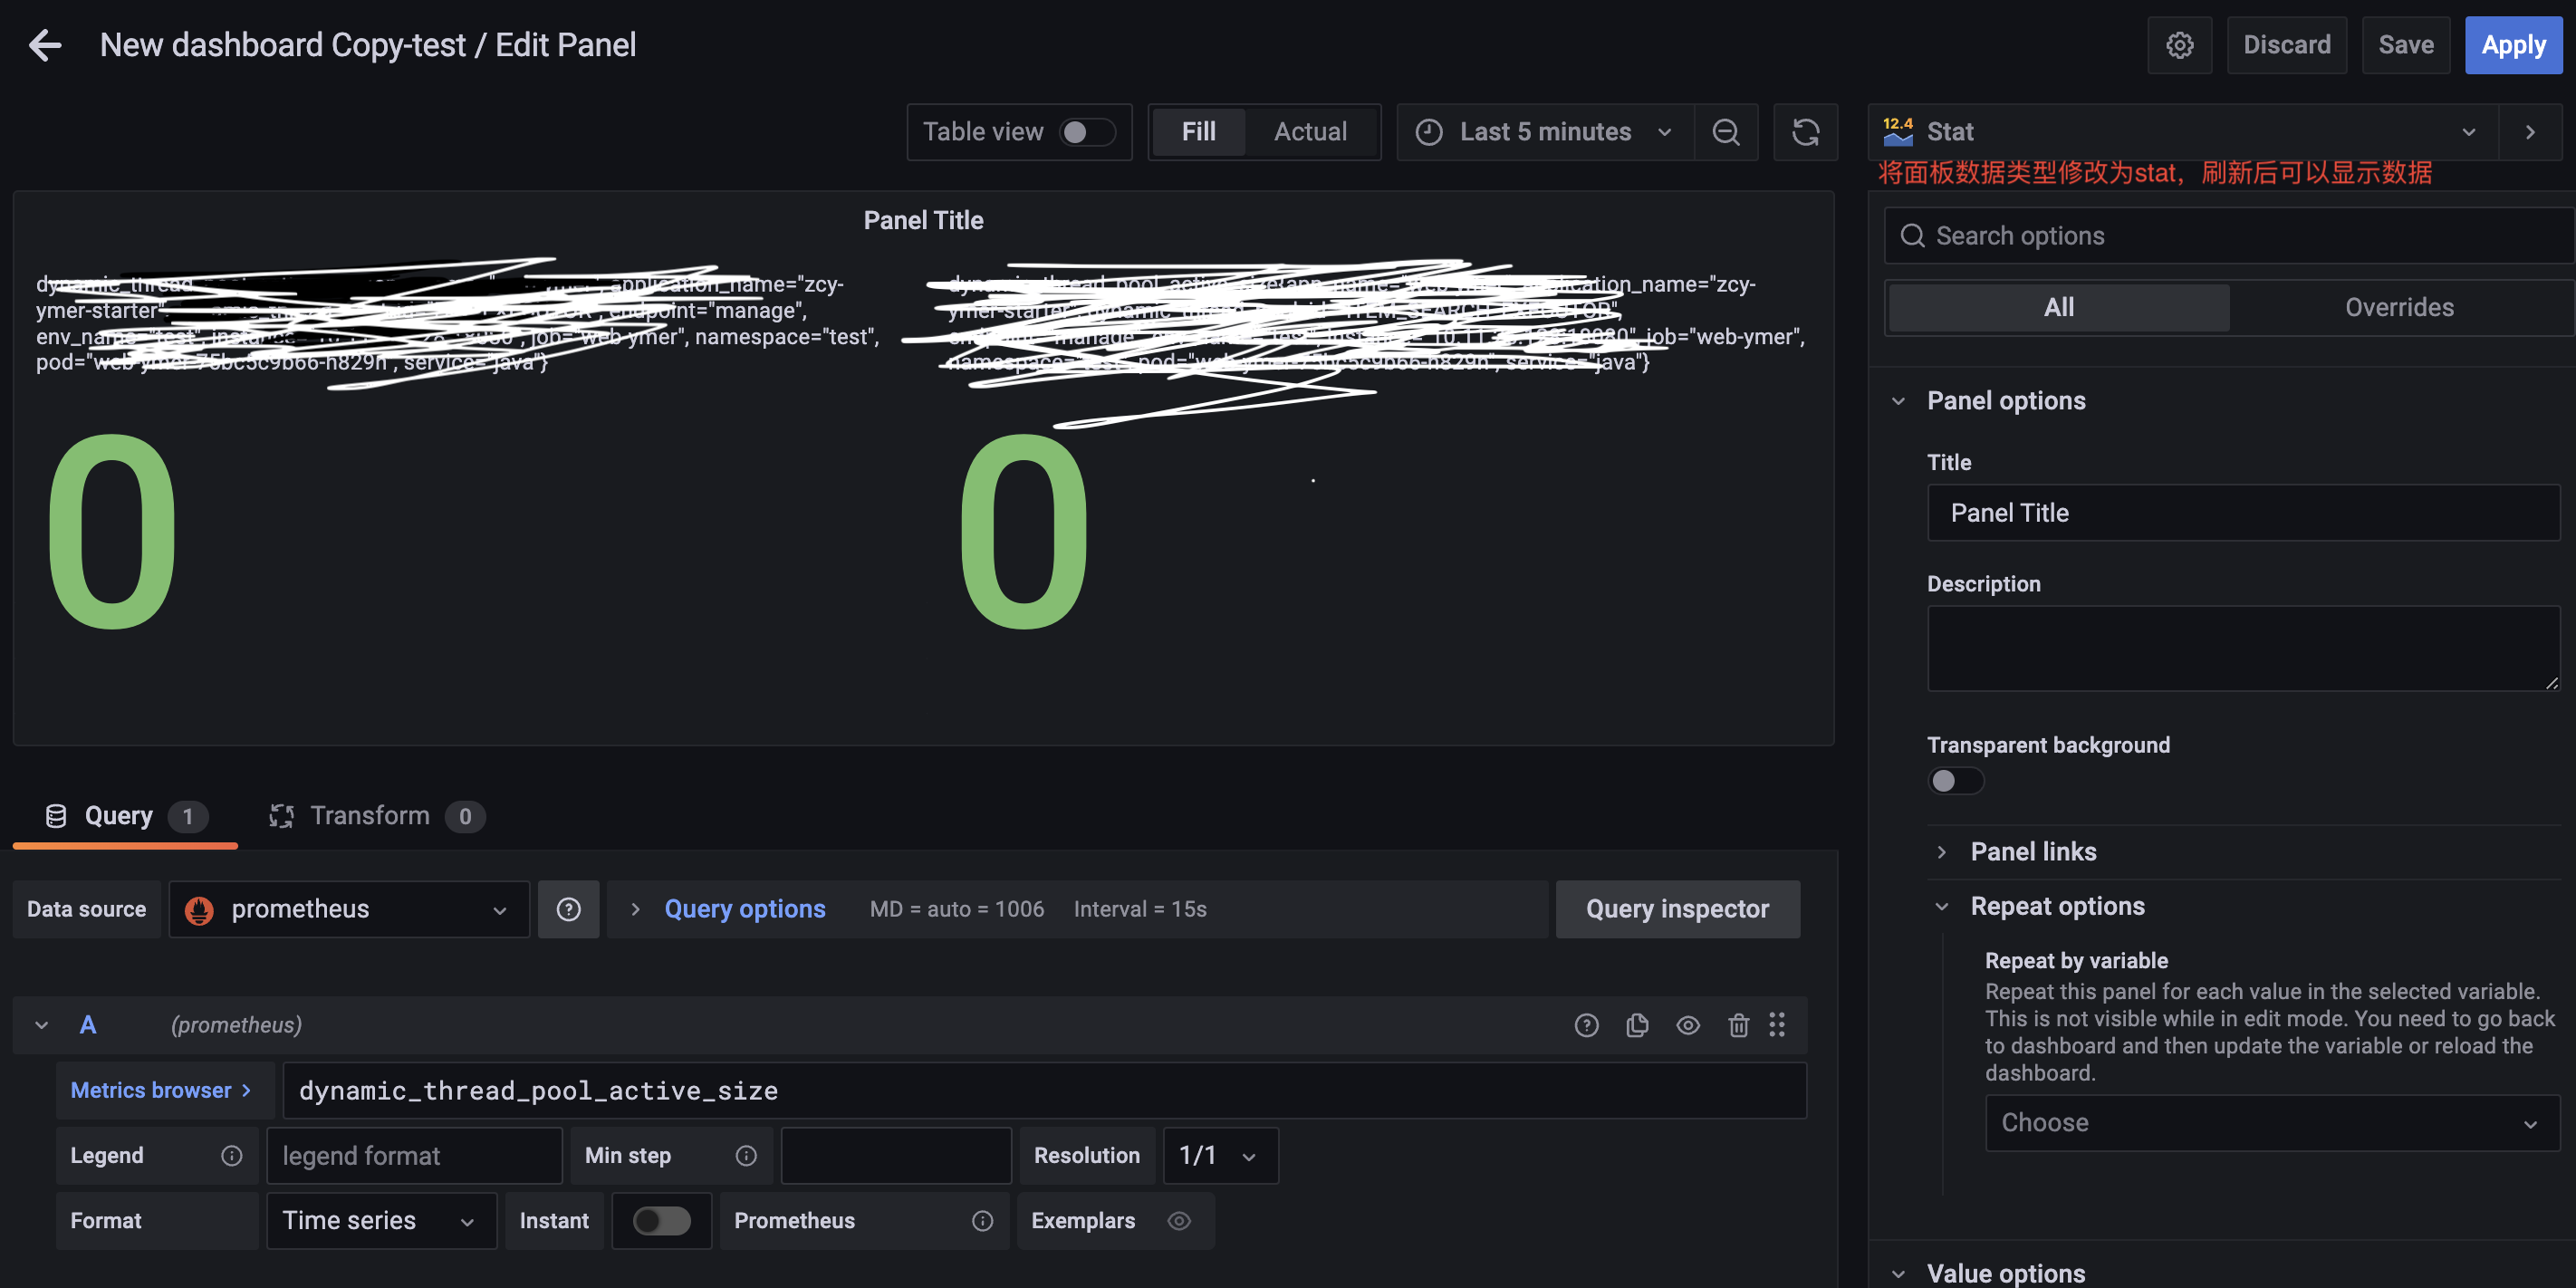 New dashboard Copy-test / Edit Panel
Discard
Save
Apply
Table view
Fill
Actual
Last 5 minutes
12.4
Stat
将面板数据类型修改为stat，刷新后可以显示数据
Search options
All
Overrides
Panel Title
dynamic_thread application_name="zcy-
ymer-starter" endpoint="manage",
env_name="test", job="web-ymer", namespace="test",
pod="web-ymer-75bc5c9b66-h829n", service="java"}
dynamic_thread_pool_active_size{app_name= application_name="zcy-
ymer-starter"
job="web-ymer",
namespace= pod="web-ymer-75bc5c9b66-h829n", service="java"}
0
0
Panel options
Title
Panel Title
Description
Transparent background
Panel links
Repeat options
Repeat by variable
Repeat this panel for each value in the selected variable.
This is not visible while in edit mode. You need to go back
to dashboard and then update the variable or reload the
dashboard.
Choose
Value options
Query 1
Transform 0
Data source
prometheus
Query options
MD = auto = 1006
Interval = 15s
Query inspector
A
(prometheus)
Metrics browser >
dynamic_thread_pool_active_size
Legend
legend format
Min step
Resolution
1/1
Format
Time series
Instant
Prometheus
Exemplars